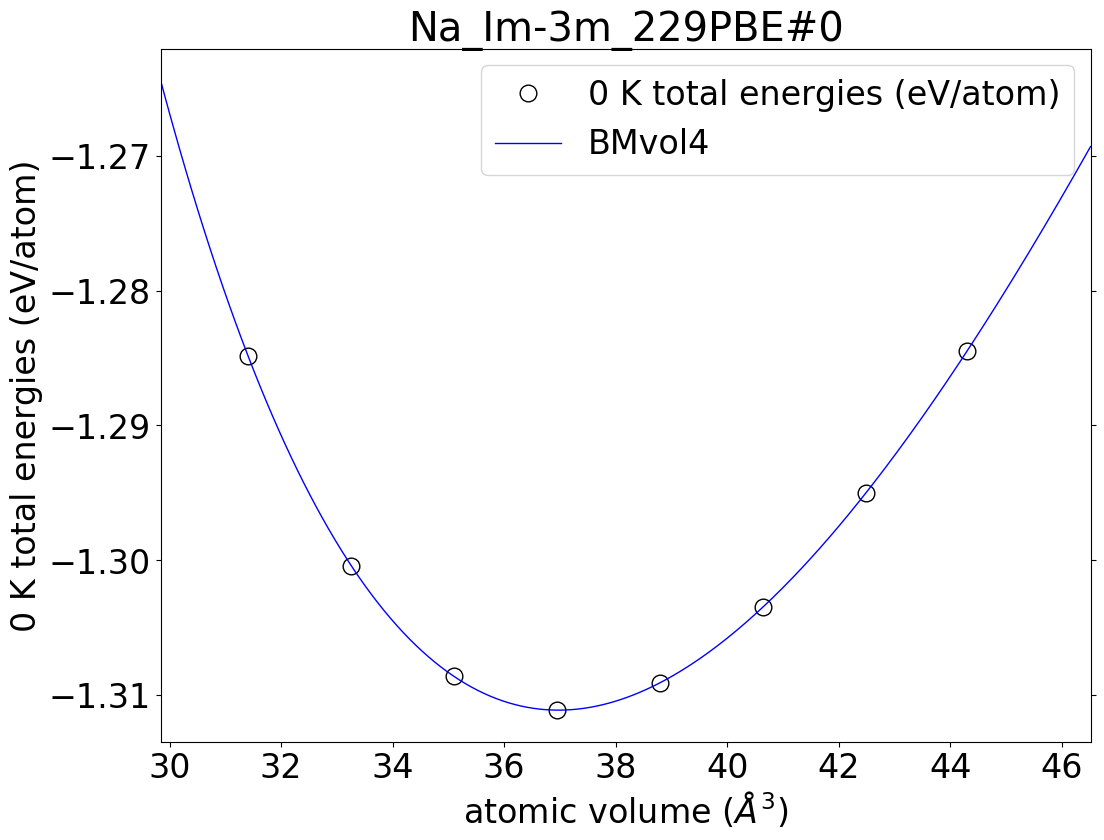 Na_Im-3m_229PBE#0
0 K total energies (eV/atom)
BMvol4
0 K total energies (eV/atom)
−1.27
−1.28
−1.29
−1.30
−1.31
30 32 34 36 38 40 42 44 46
atomic volume (Å³)